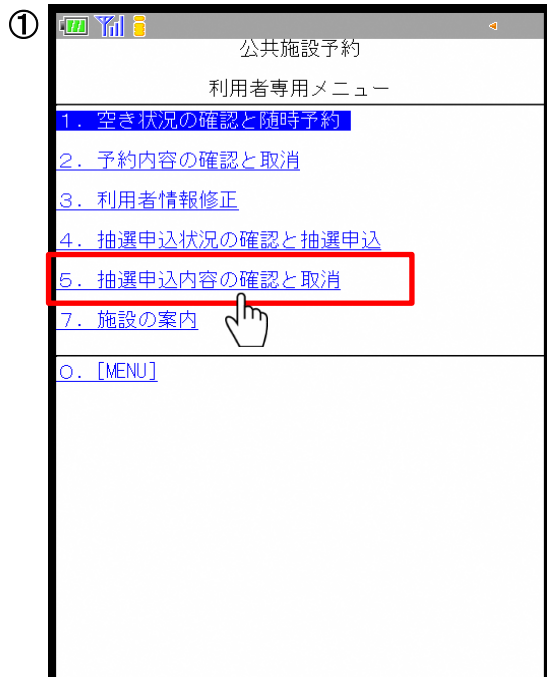 ①
公共施設予約
利用者専用メニュー
1. 空き状況の確認と随時予約
2. 予約内容の確認と取消
3. 利用者情報修正
4. 抽選申込状況の確認と抽選申込
5. 抽選申込内容の確認と取消
7. 施設の案内
0. [MENU]